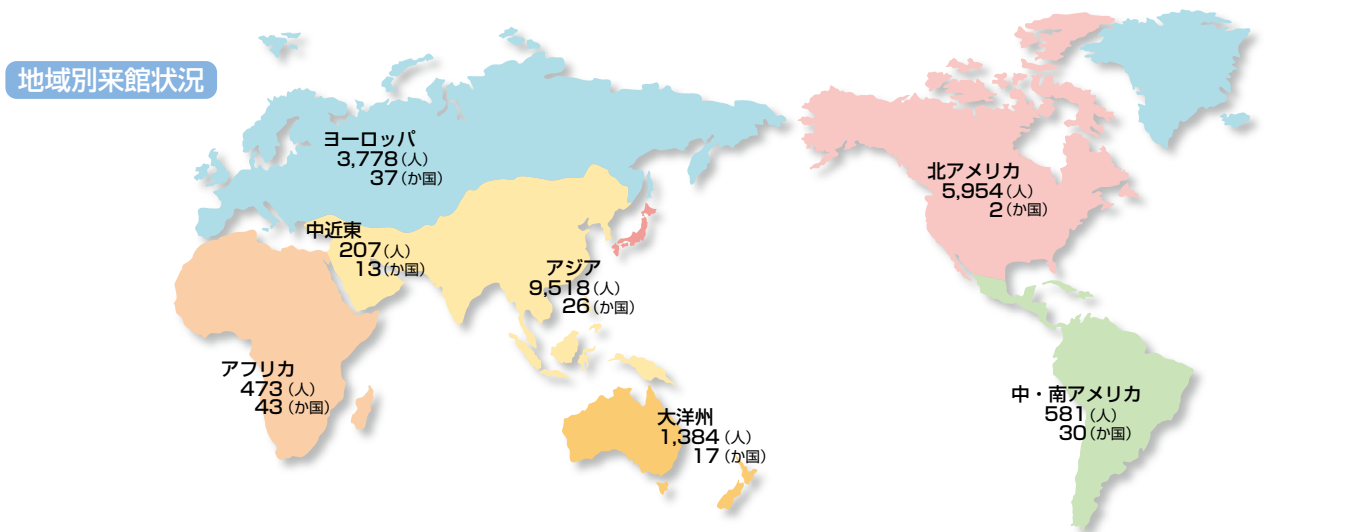 地域別来館状況
ヨーロッパ
3,778(人)
37(か国)
北アメリカ
5,954(人)
2(か国)
中近東
207(人)
13(か国)
アジア
9,518(人)
26(か国)
アフリカ
473(人)
43(か国)
大洋州
1,384(人)
17(か国)
中・南アメリカ
581(人)
30(か国)